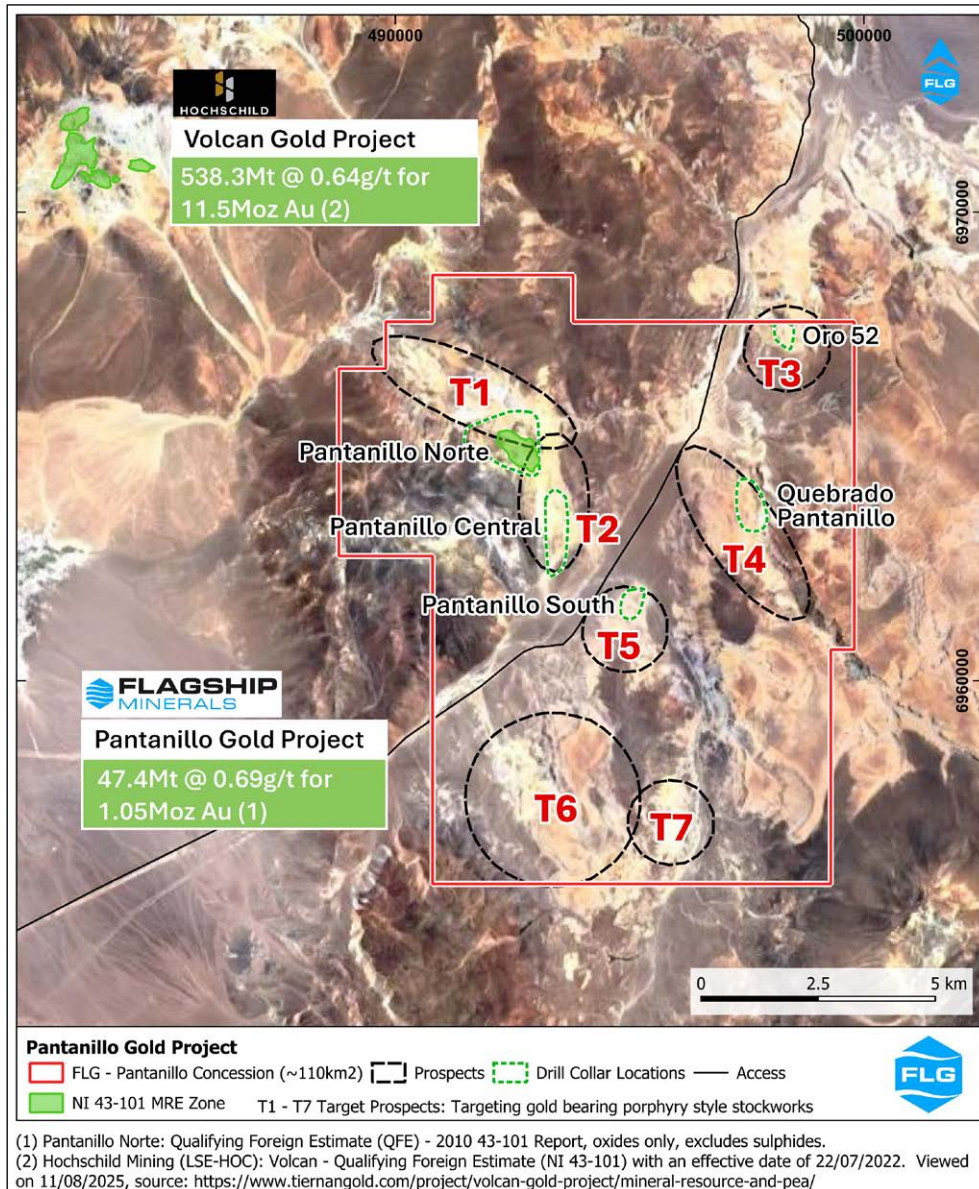 490000
500000
FLG
HOCHSCHILD
Volcan Gold Project
538.3Mt @ 0.64g/t for
11.5Moz Au (2)
6970000
Oro 52
T3
T1
Pantanillo Norte
Quebrado
Pantanillo
Pantanillo Central
T2
T4
Pantanillo South
T5
6960000
FLAGSHIP
MINERALS
Pantanillo Gold Project
47.4Mt @ 0.69g/t for
1.05Moz Au (1)
T6
T7
0 2.5 5 km
Pantanillo Gold Project
FLG - Pantanillo Concession (~110km2) Prospects Drill Collar Locations Access
NI 43-101 MRE Zone T1 - T7 Target Prospects: Targeting gold bearing porphyry style stockworks
FLG
(1) Pantanillo Norte: Qualifying Foreign Estimate (QFE) - 2010 43-101 Report, oxides only, excludes sulphides.
(2) Hochschild Mining (LSE-HOC): Volcan - Qualifying Foreign Estimate (NI 43-101) with an effective date of 22/07/2022. Viewed
on 11/08/2025, source: https://www.tiernangold.com/project/volcan-gold-project/mineral-resource-and-pea/